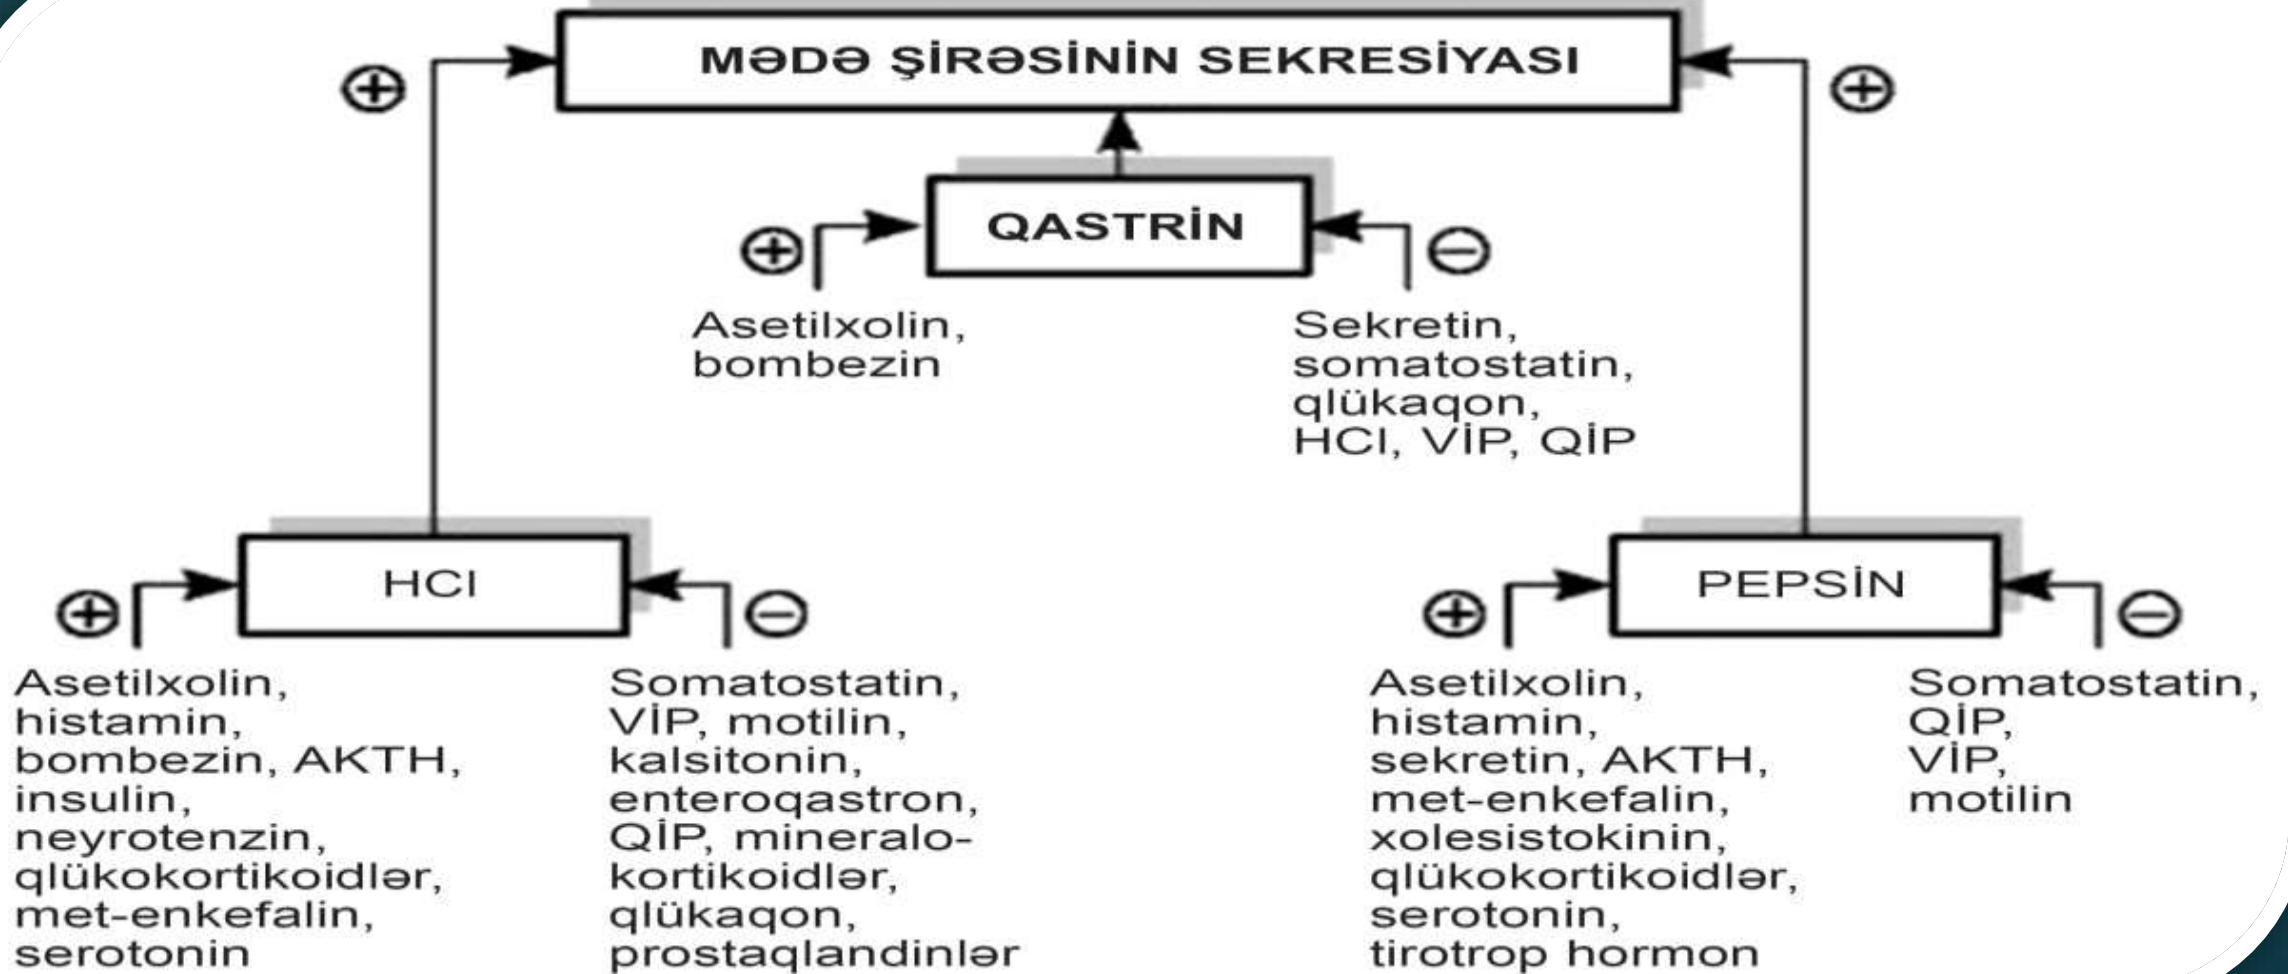 MƏDƏ ŞİRƏSİNİN SEKRESİYASI
QASTRİN
Asetilxolin,
bombezin
Sekretin,
somatostatin,
qlükaqon,
HCI, VİP, QİP
HCI
Asetilxolin,
histamin,
bombezin, AKTH,
insulin,
neyrotenzin,
qlükokortikoidlər,
met-enkefalin,
serotonin
Somatostatin,
VİP, motilin,
kalsitonin,
enteroqastron,
QİP, mineralo-
kortikoidlər,
qlükaqon,
prostaqlandinlər
PEPSİN
Asetilxolin,
histamin,
sekretin, AKTH,
met-enkefalin,
xolesistokinin,
qlükokortikoidlər,
serotonin,
tirotrop hormon
Somatostatin,
QİP,
VİP,
motilin